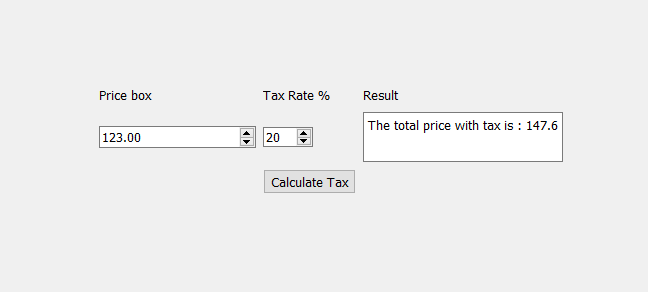 Price box Tax Rate % Result
123.00 20 The total price with tax is : 147.6
Calculate Tax